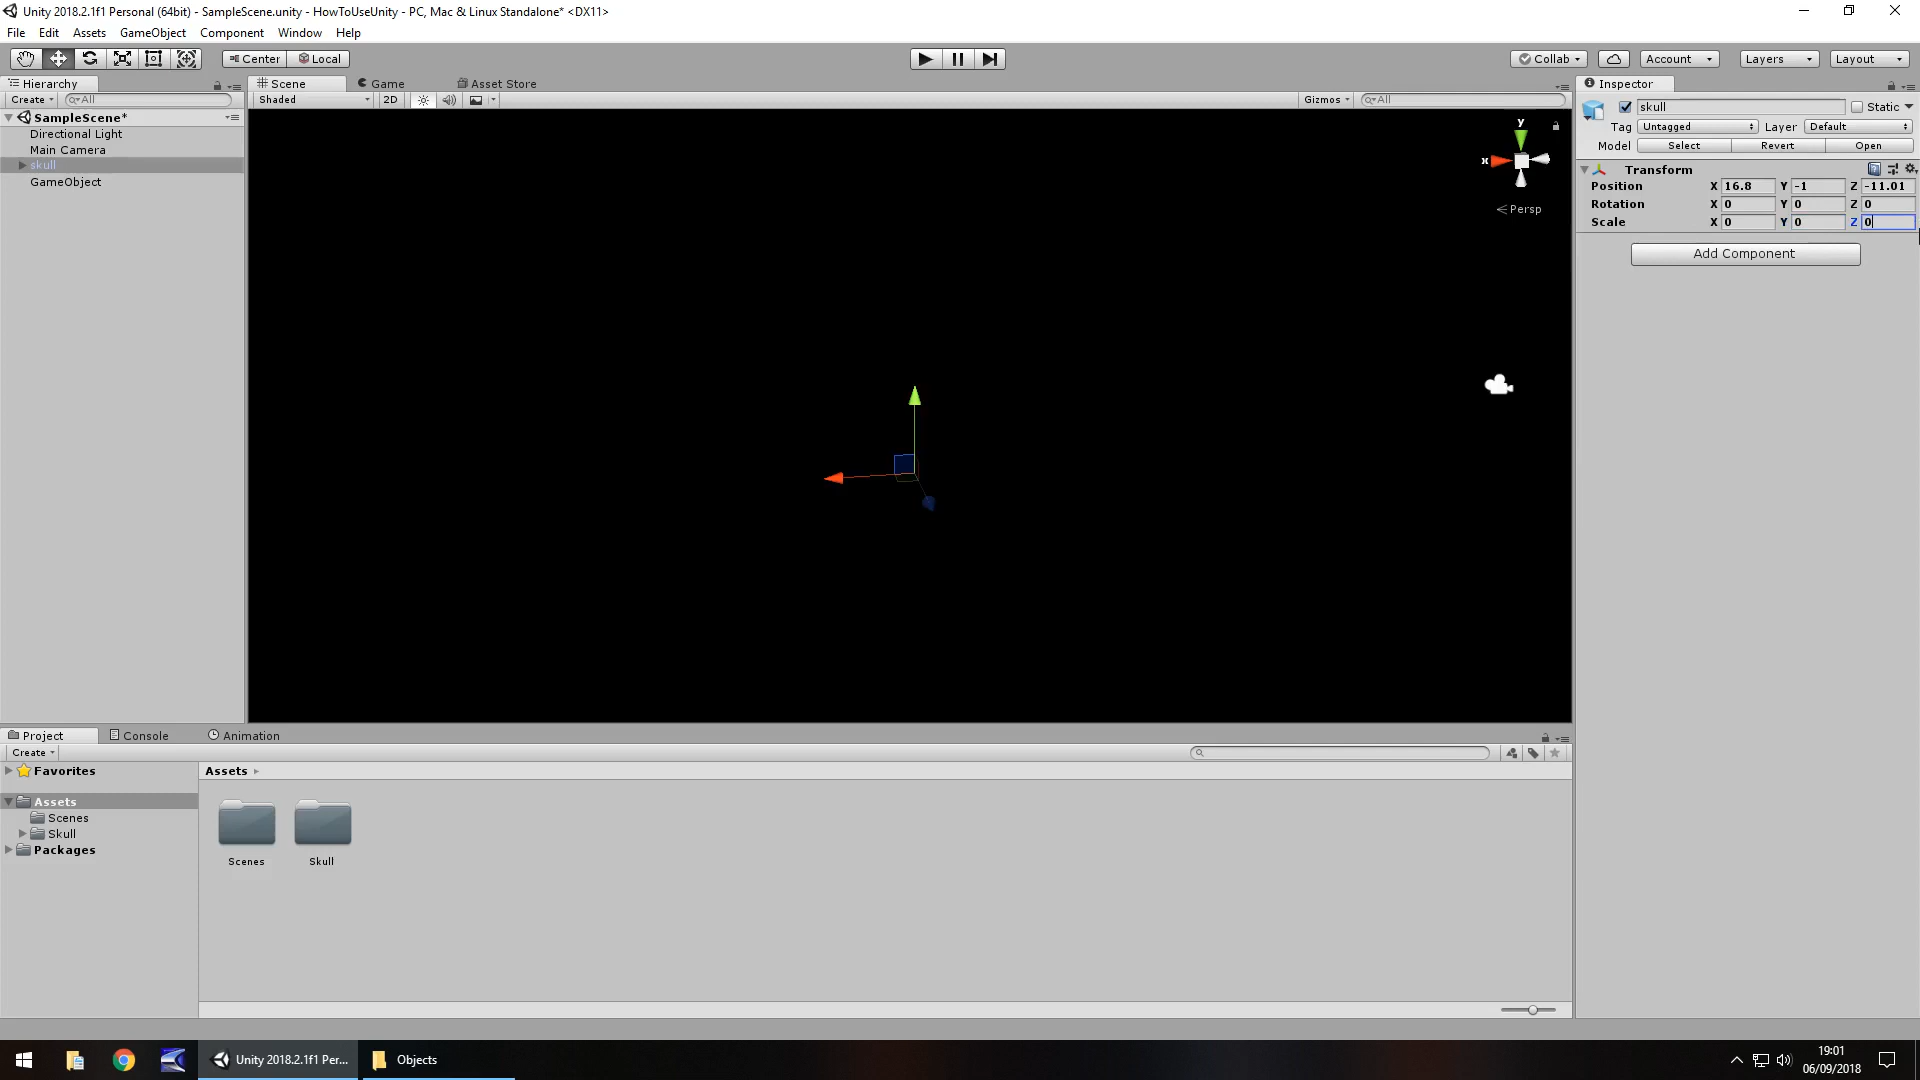 Unity 2018.2.1f1 Personal (64bit) - SampleScene.unity - HowToUseUnity - PC, Mac & Linux Standalone* <DX11>
File Edit Assets GameObject Component Window Help
Center Local Collab Account Layers Layout
Hierarchy Scene Game Asset Store Inspector
Create All Shaded 2D Gizmos All skull Static
SampleScene*
Directional Light
Main Camera
skull
GameObject
y
x
Persp
Tag Untagged Layer Default
Model Select Revert Open
Transform
Position X 16.8 Y -1 Z -11.01
Rotation X 0 Y 0 Z 0
Scale X 0 Y 0 Z 0
Add Component
Project Console Animation
Create
Favorites
Assets
Scenes
Skull
Packages
Assets
Scenes Skull
Unity 2018.2.1f1 Per... Objects
19:01
06/09/2018